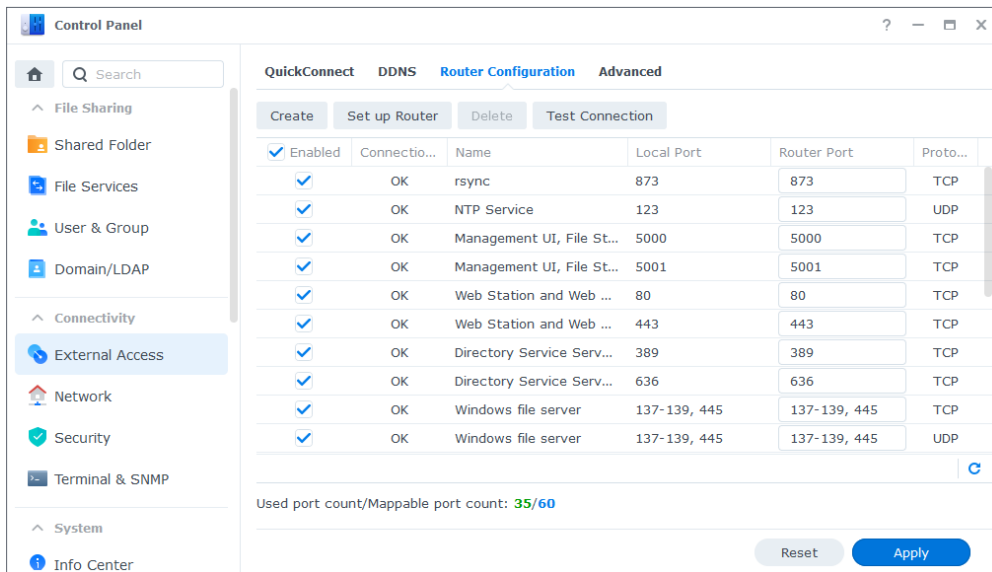 Control Panel
?
Search
File Sharing
Shared Folder
File Services
User & Group
Domain/LDAP
Connectivity
External Access
Network
Security
Terminal & SNMP
System
Info Center
QuickConnect DDNS Router Configuration Advanced
Create Set up Router Delete Test Connection
Enabled Connectio... Name Local Port Router Port Proto...
OK rsync 873 873 TCP
OK NTP Service 123 123 UDP
OK Management UI, File St... 5000 5000 TCP
OK Management UI, File St... 5001 5001 TCP
OK Web Station and Web ... 80 80 TCP
OK Web Station and Web ... 443 443 TCP
OK Directory Service Serv... 389 389 TCP
OK Directory Service Serv... 636 636 TCP
OK Windows file server 137-139, 445 137-139, 445 TCP
OK Windows file server 137-139, 445 137-139, 445 UDP
Used port count/Mappable port count: 35/60
Reset Apply